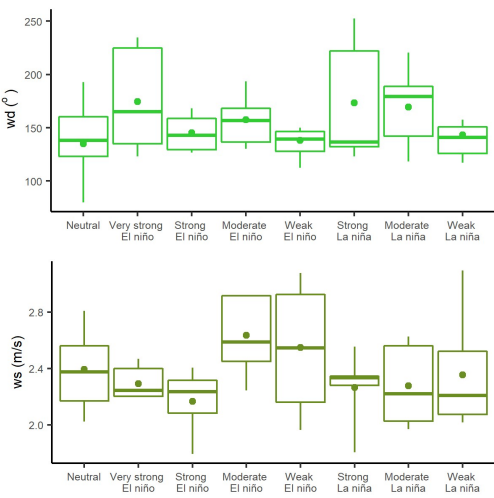 250
200
150
100
wd (º )
Neutral Very strong Strong Moderate Weak Strong Moderate Weak
El niño El niño El niño El niño La niña La niña La niña
2.8
2.4
2.0
ws (m/s)
Neutral Very strong Strong Moderate Weak Strong Moderate Weak
El niño El niño El niño El niño La niña La niña La niña